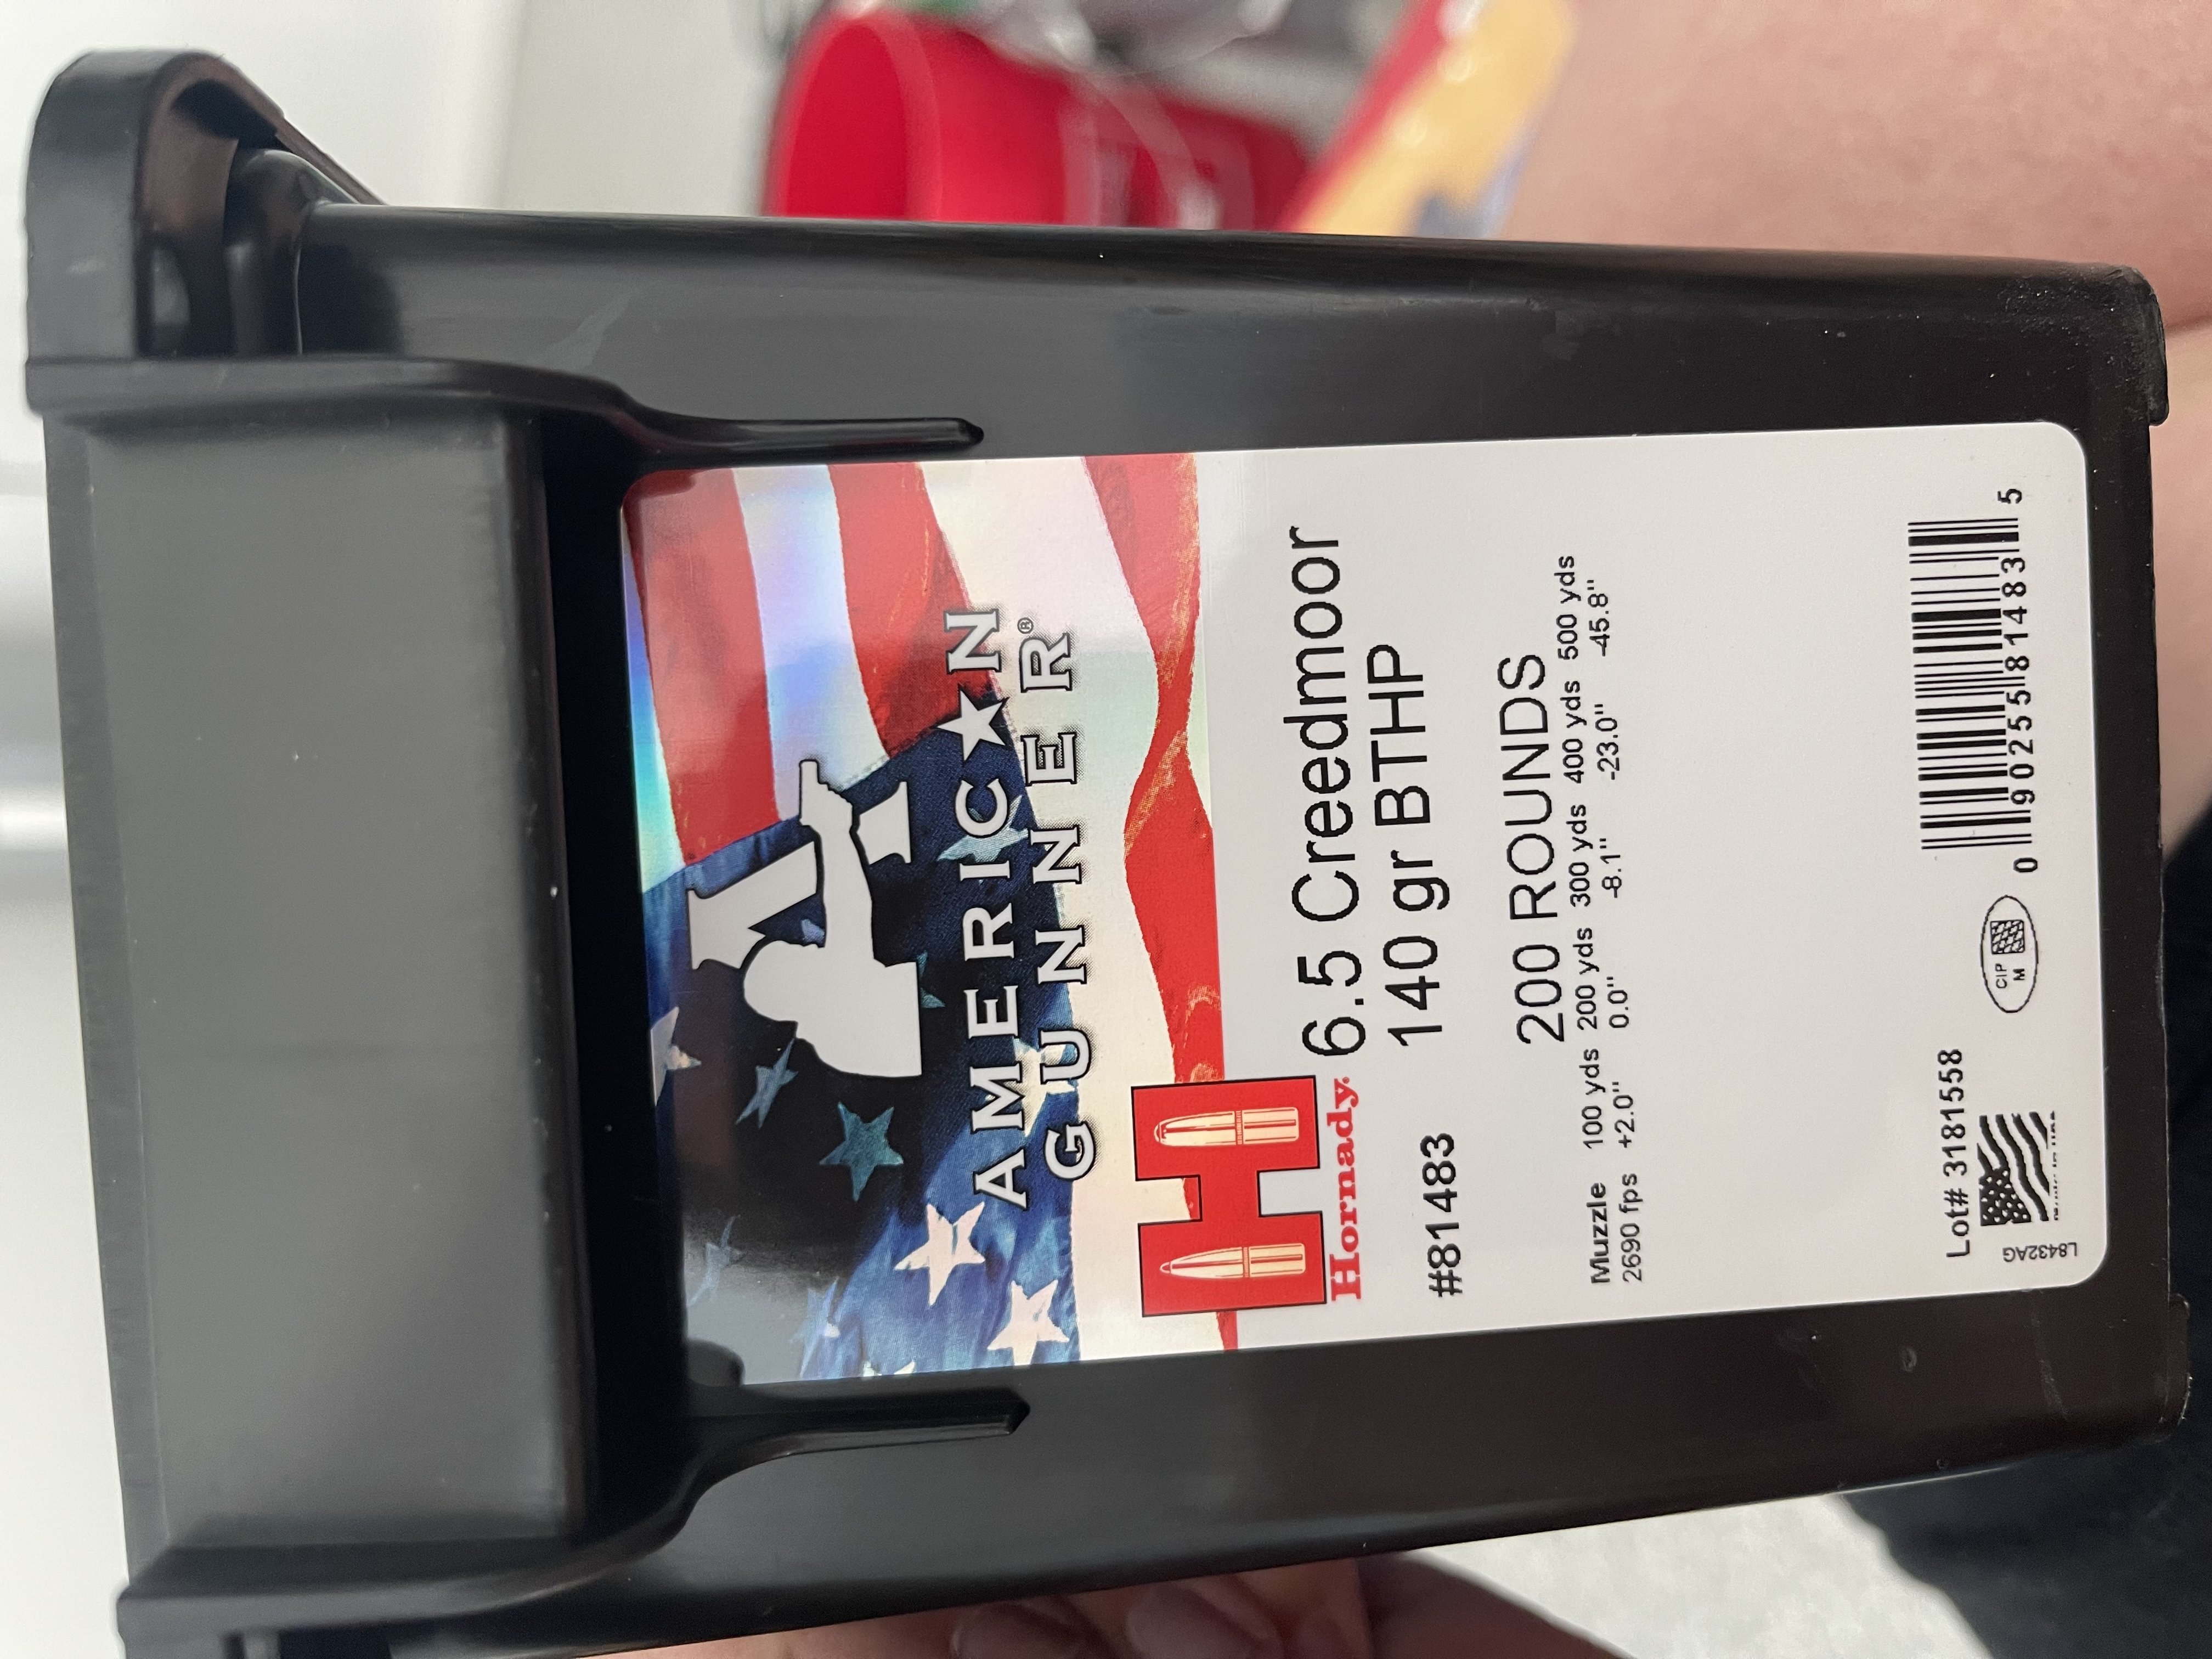 AMERIC★N
GUNNER®
Hornady.
6.5 Creedmoor
140 gr BTHP
#81483
200 ROUNDS
Muzzle 100 yds 200 yds 300 yds 400 yds 500 yds
2690 fps +2.0" 0.0" -8.1" -23.0" -45.8"
Lot# 3181558
L8432AG
CIP
M
0 90255 81483 5